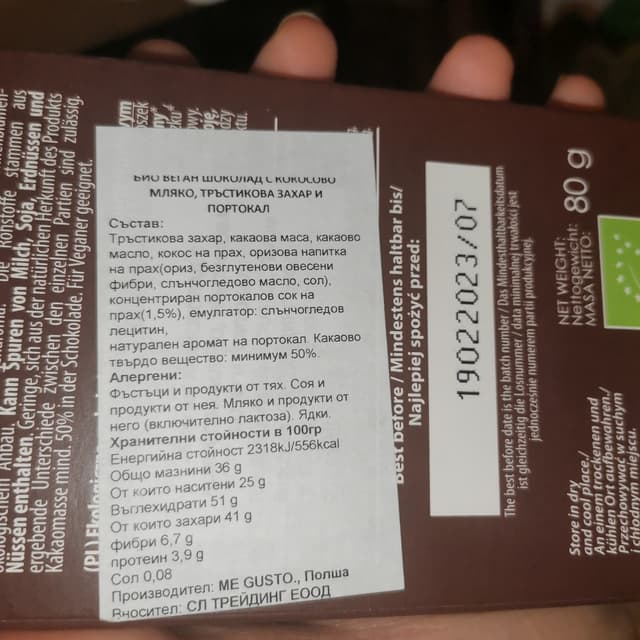 БИО ВЕГАН ШОКОЛАД С КОКОСОВО
МЛЯКО, ТРЪСТИКОВА ЗАХАР И
ПОРТОКАЛ
Състав:
Тръстикова захар, какаова маса, какаово
масло, кокос на прах, оризова напитка
на прах(ориз, безглутенови овесени
фибри, слънчогледово масло, сол),
концентриран портокалов сок на
прах(1,5%), емулгатор: слънчогледов
лецитин,
натурален аромат на портокал. Какаово
твърдо вещество: минимум 50%.
Алергени:
Фъстъци и продукти от тях. Соя и
продукти от нея. Мляко и продукти от
него (включително лактоза). Ядки.
Хранителни стойности в 100гр
Енергийна стойност 2318kJ/556kcal
Общо мазнини 36 g
От които наситени 25 g
Въглехидрати 51 g
От които захари 41 g
фибри 6,7 g
протеин 3,9 g
Сол 0,08
Производител: ME GUSTO., Полша
Вносител: СЛ ТРЕЙДИНГ ЕООД
Anbau. Kann Spuren von Milch, Soja, Erdnüssen und
Nüssen enthalten. Geringe, sich aus der natürlichen Herkunft des Produkts
ergebende Unterschiede zwischen den einzelnen Partien sind zulässig.
Kakaomasse mind. 50% in der Schokolade. Für Veganer geeignet.
(PL)
Best before / Mindestens haltbar bis/
Najlepiej spożyć przed:
19022023/07
The best before date is the batch number / Das Mindesthaltbarkeitsdatum
ist gleichzeitig die Losnummer / data minimalnej trwałości jest
jednocześnie numerem partii produkcyjnej.
NET WEIGHT:
Nettogewicht:
MASA NETTO:
80 g
Store in dry
and cool place./
An einem trockenen und
kühlen Ort aufbewahren./
Przechowywać w suchym
i chłodnym miejscu.